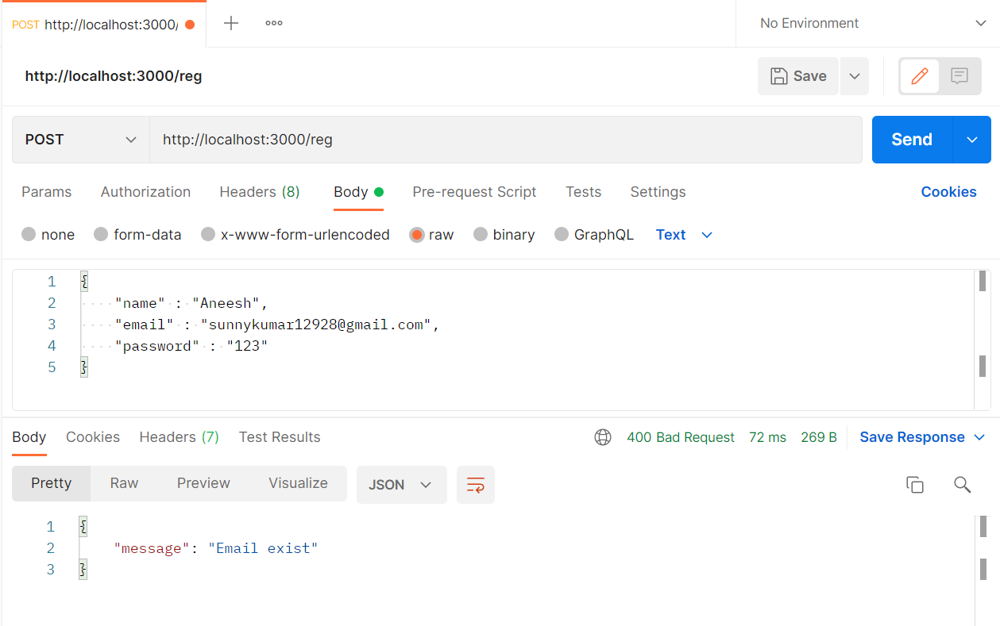 POST http://localhost:3000/
No Environment
http://localhost:3000/reg
Save
POST http://localhost:3000/reg Send
Params Authorization Headers (8) Body Pre-request Script Tests Settings Cookies
none form-data x-www-form-urlencoded raw binary GraphQL Text
1 {
2 "name" : "Aneesh",
3 "email" : "sunnykumar12928@gmail.com",
4 "password" : "123"
5 }
Body Cookies Headers (7) Test Results 400 Bad Request 72 ms 269 B Save Response
Pretty Raw Preview Visualize JSON
1 {
2 "message": "Email exist"
3 }